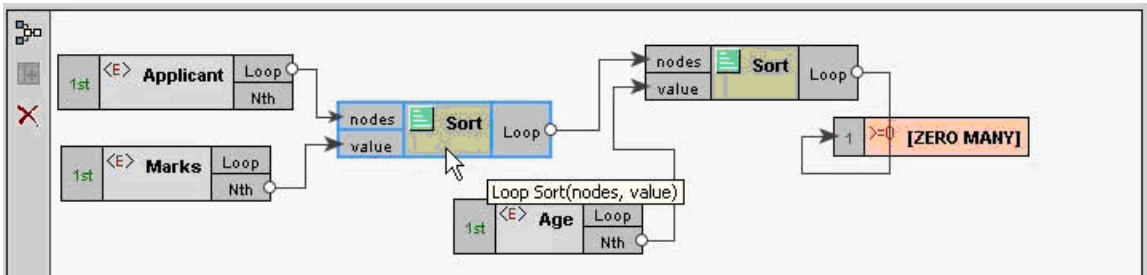 1st <E> Applicant Loop
Nth
nodes Sort Loop
value
1st <E> Marks Loop
Nth
Loop Sort(nodes, value)
1st <E> Age Loop
Nth
nodes Sort Loop
value
1 >=0 [ZERO MANY]